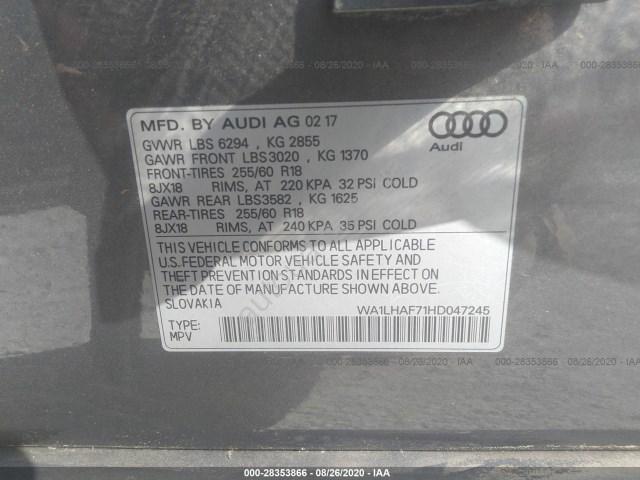 MFD. BY AUDI AG 02 17
GVWR LBS 6294 , KG 2855
GAWR FRONT LBS3020 , KG 1370
FRONT-TIRES 255/60 R18
8JX18 RIMS, AT 220 KPA 32 PSI COLD
GAWR REAR LBS3582 , KG 1625
REAR-TIRES 255/60 R18
8JX18 RIMS, AT 240 KPA 35 PSI COLD
Audi
THIS VEHICLE CONFORMS TO ALL APPLICABLE
U.S. FEDERAL MOTOR VEHICLE SAFETY AND
THEFT PREVENTION STANDARDS IN EFFECT ON
THE DATE OF MANUFACTURE SHOWN ABOVE.
SLOVAKIA
WA1LHAF71HD047245
TYPE:
MPV
000-28353866 - 08/26/2020 - IAA